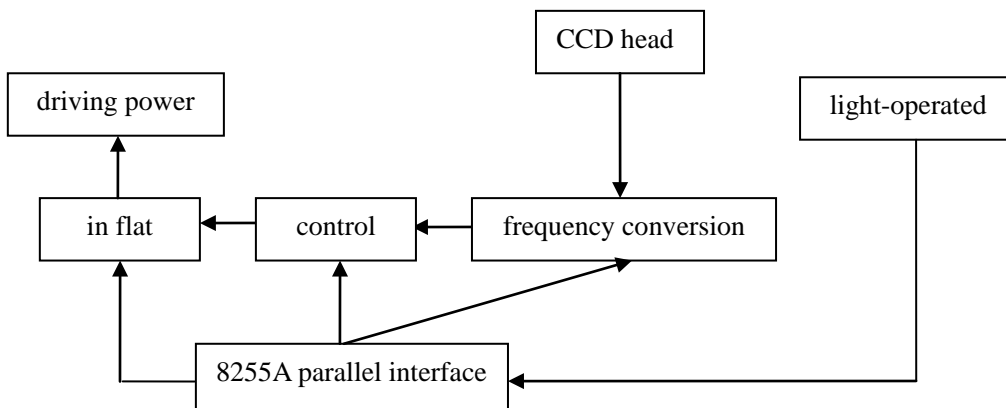 CCD head
driving power
light-operated
in flat
control
frequency conversion
8255A parallel interface